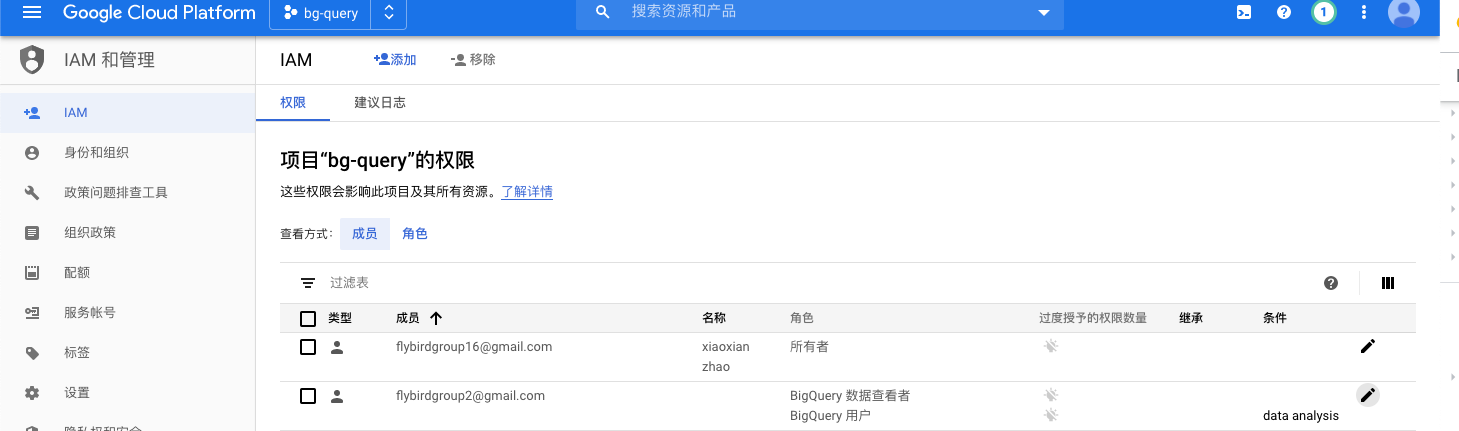 Google Cloud Platform
bg-query
搜索资源和产品
1
IAM 和管理
IAM
添加
移除
IAM
身份和组织
政策问题排查工具
组织政策
配额
服务帐号
标签
设置
隐私权和安全
权限
建议日志
项目“bg-query”的权限
这些权限会影响此项目及其所有资源。了解详情
查看方式： 成员 角色
过滤表
类型 成员 名称 角色 过度授予的权限数量 继承 条件
flybirdgroup16@gmail.com xiaoxian 所有者
zhao
flybirdgroup2@gmail.com BigQuery 数据查看者
BigQuery 用户 data analysis